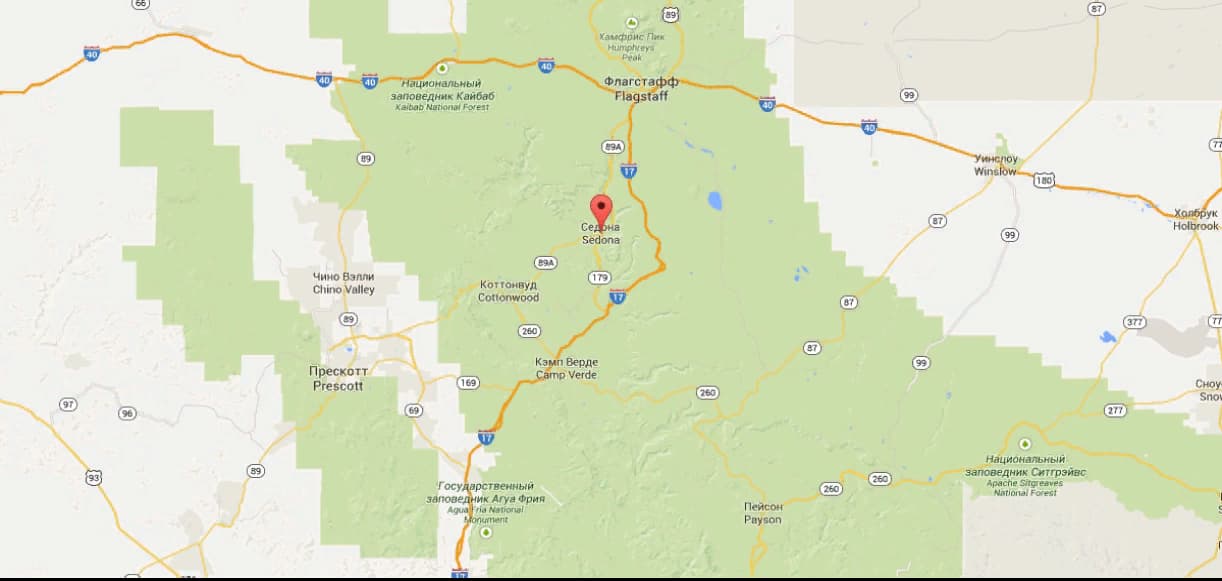 66
89
87
40
Хамфрис Пик
Humphreys
Peak
40
40
40
Национальный
заповедник Кайбаб
Kaibab National Forest
Флагстафф
Flagstaff
99
40
40
89A
77
89
17
Уинслоу
Winslow
180
Седона
Sedona
87
99
Холбрук
Holbrook
89A
179
Чино Вэлли
Chino Valley
Коттонвуд
Cottonwood
17
87
89
260
377
77
87
Кэмп Верде
Camp Verde
99
Прескотт
Prescott
169
260
Сноу
Snow
97
96
69
277
17
93
89
Национальный
заповедник Ситгрэйвс
Apache Sitgreaves
National Forest
260
260
Государственный
заповедник Агуа Фрия
Agua Fria National
Monument
Пейсон
Payson
17